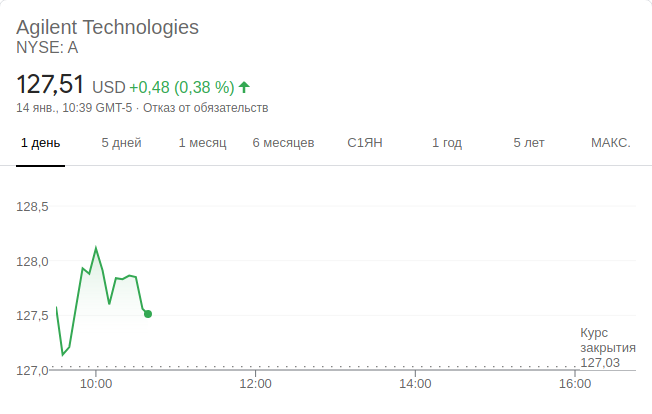 Agilent Technologies
NYSE: A
127,51 USD +0,48 (0,38 %)
14 янв., 10:39 GMT-5 · Отказ от обязательств
1 день 5 дней 1 месяц 6 месяцев С1ЯН 1 год 5 лет МАКС.
128,5
128,0
127,5
127,0
Курс
закрытия
127,03
10:00 12:00 14:00 16:00